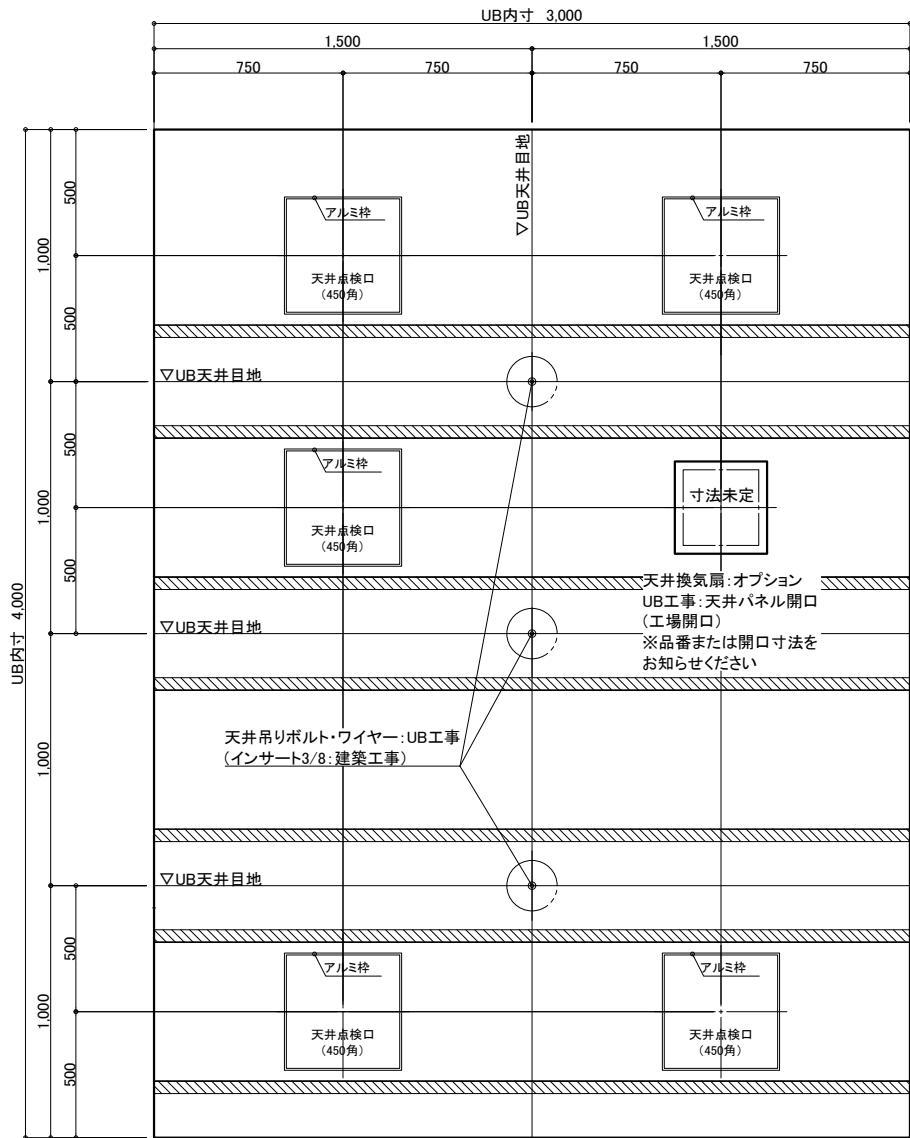 UB内寸 3,000
1,500
1,500
750
750
750
750
UB内寸 4,000
1,000
1,000
1,000
1,000
500
500
500
500
500
500
▽UB天井目地
アルミ枠
天井点検口
(450角)
アルミ枠
天井点検口
(450角)
▽UB天井目地
アルミ枠
天井点検口
(450角)
寸法未定
天井換気扇:オプション
UB工事:天井パネル開口
(工場開口)
※品番または開口寸法を
お知らせください
▽UB天井目地
天井吊りボルト・ワイヤー:UB工事
(インサート3/8:建築工事)
▽UB天井目地
アルミ枠
天井点検口
(450角)
アルミ枠
天井点検口
(450角)